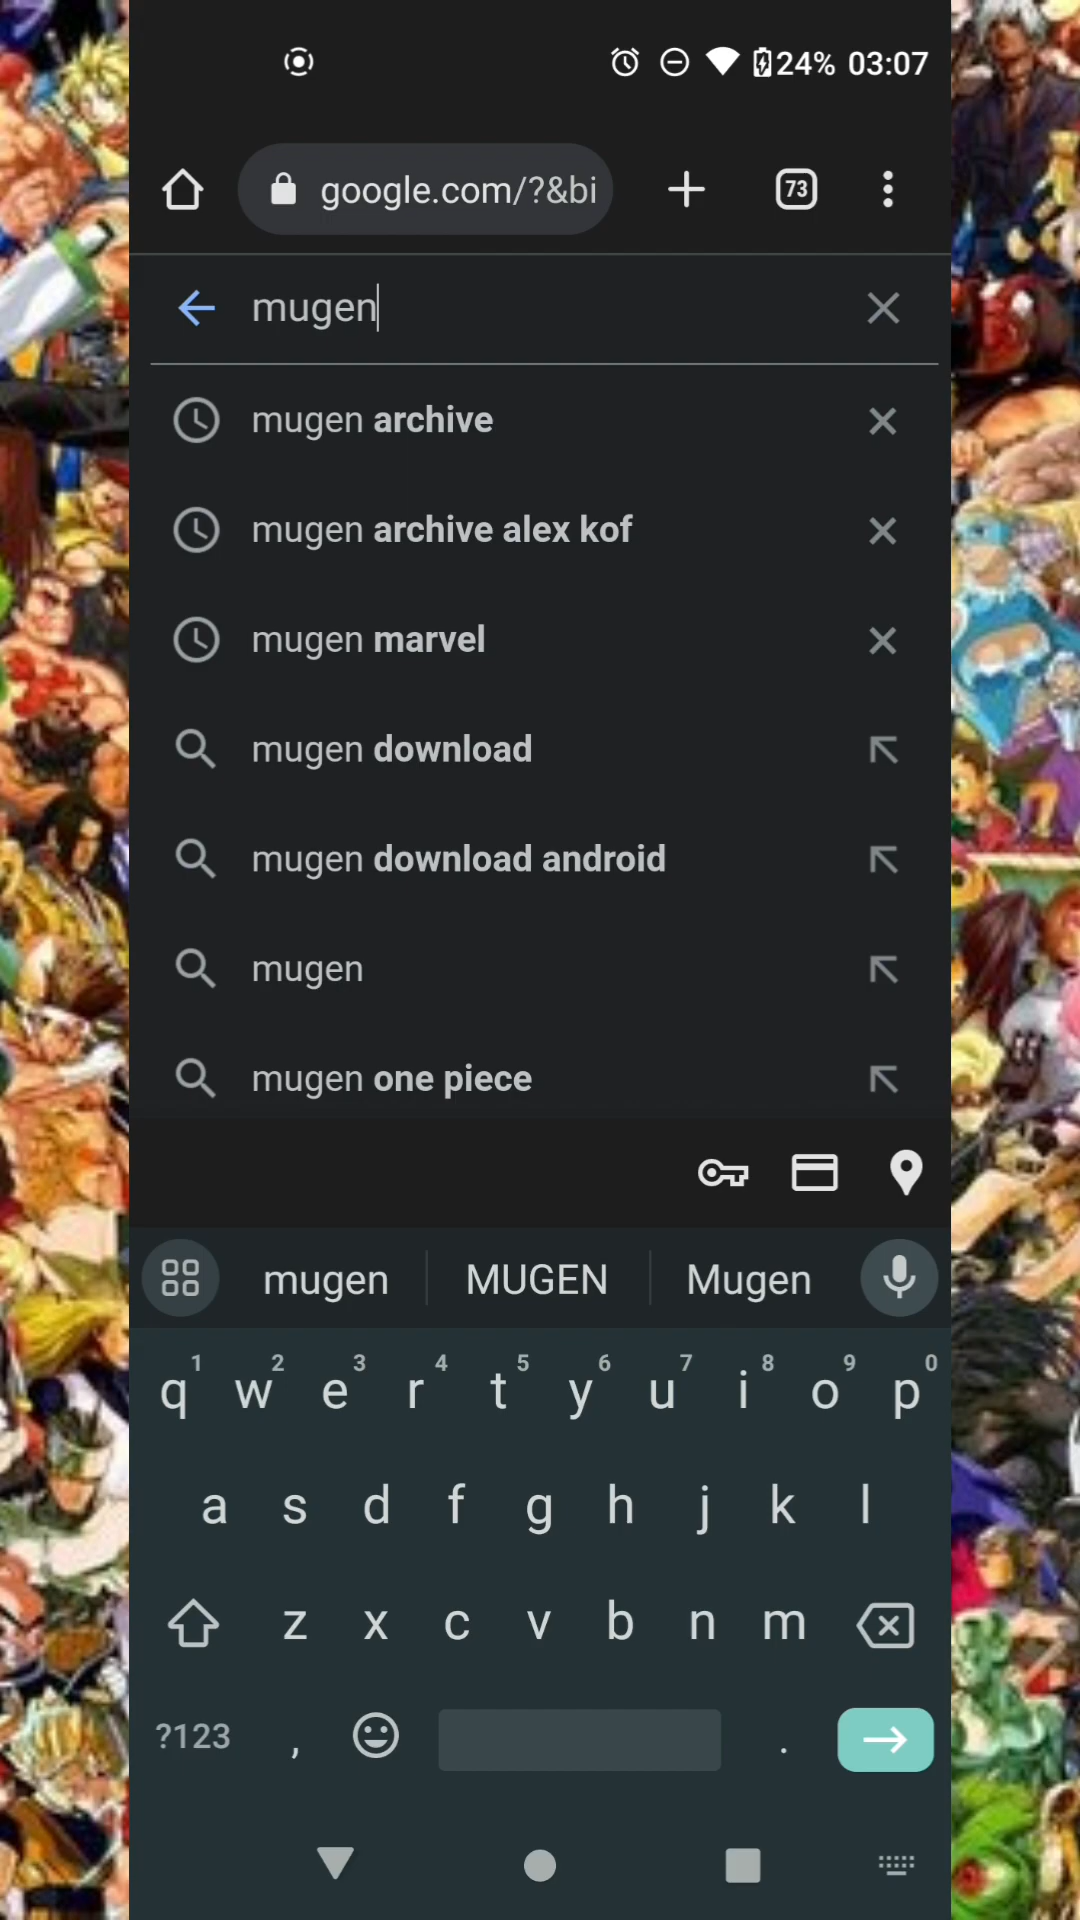 24% 03:07
google.com/?&bi
73
mugen
mugen archive
mugen archive alex kof
mugen marvel
mugen download
mugen download android
mugen
mugen one piece
mugen MUGEN Mugen
1 2 3 4 5 6 7 8 9 0
q w e r t y u i o p
a s d f g h j k l
z x c v b n m
?123 , .